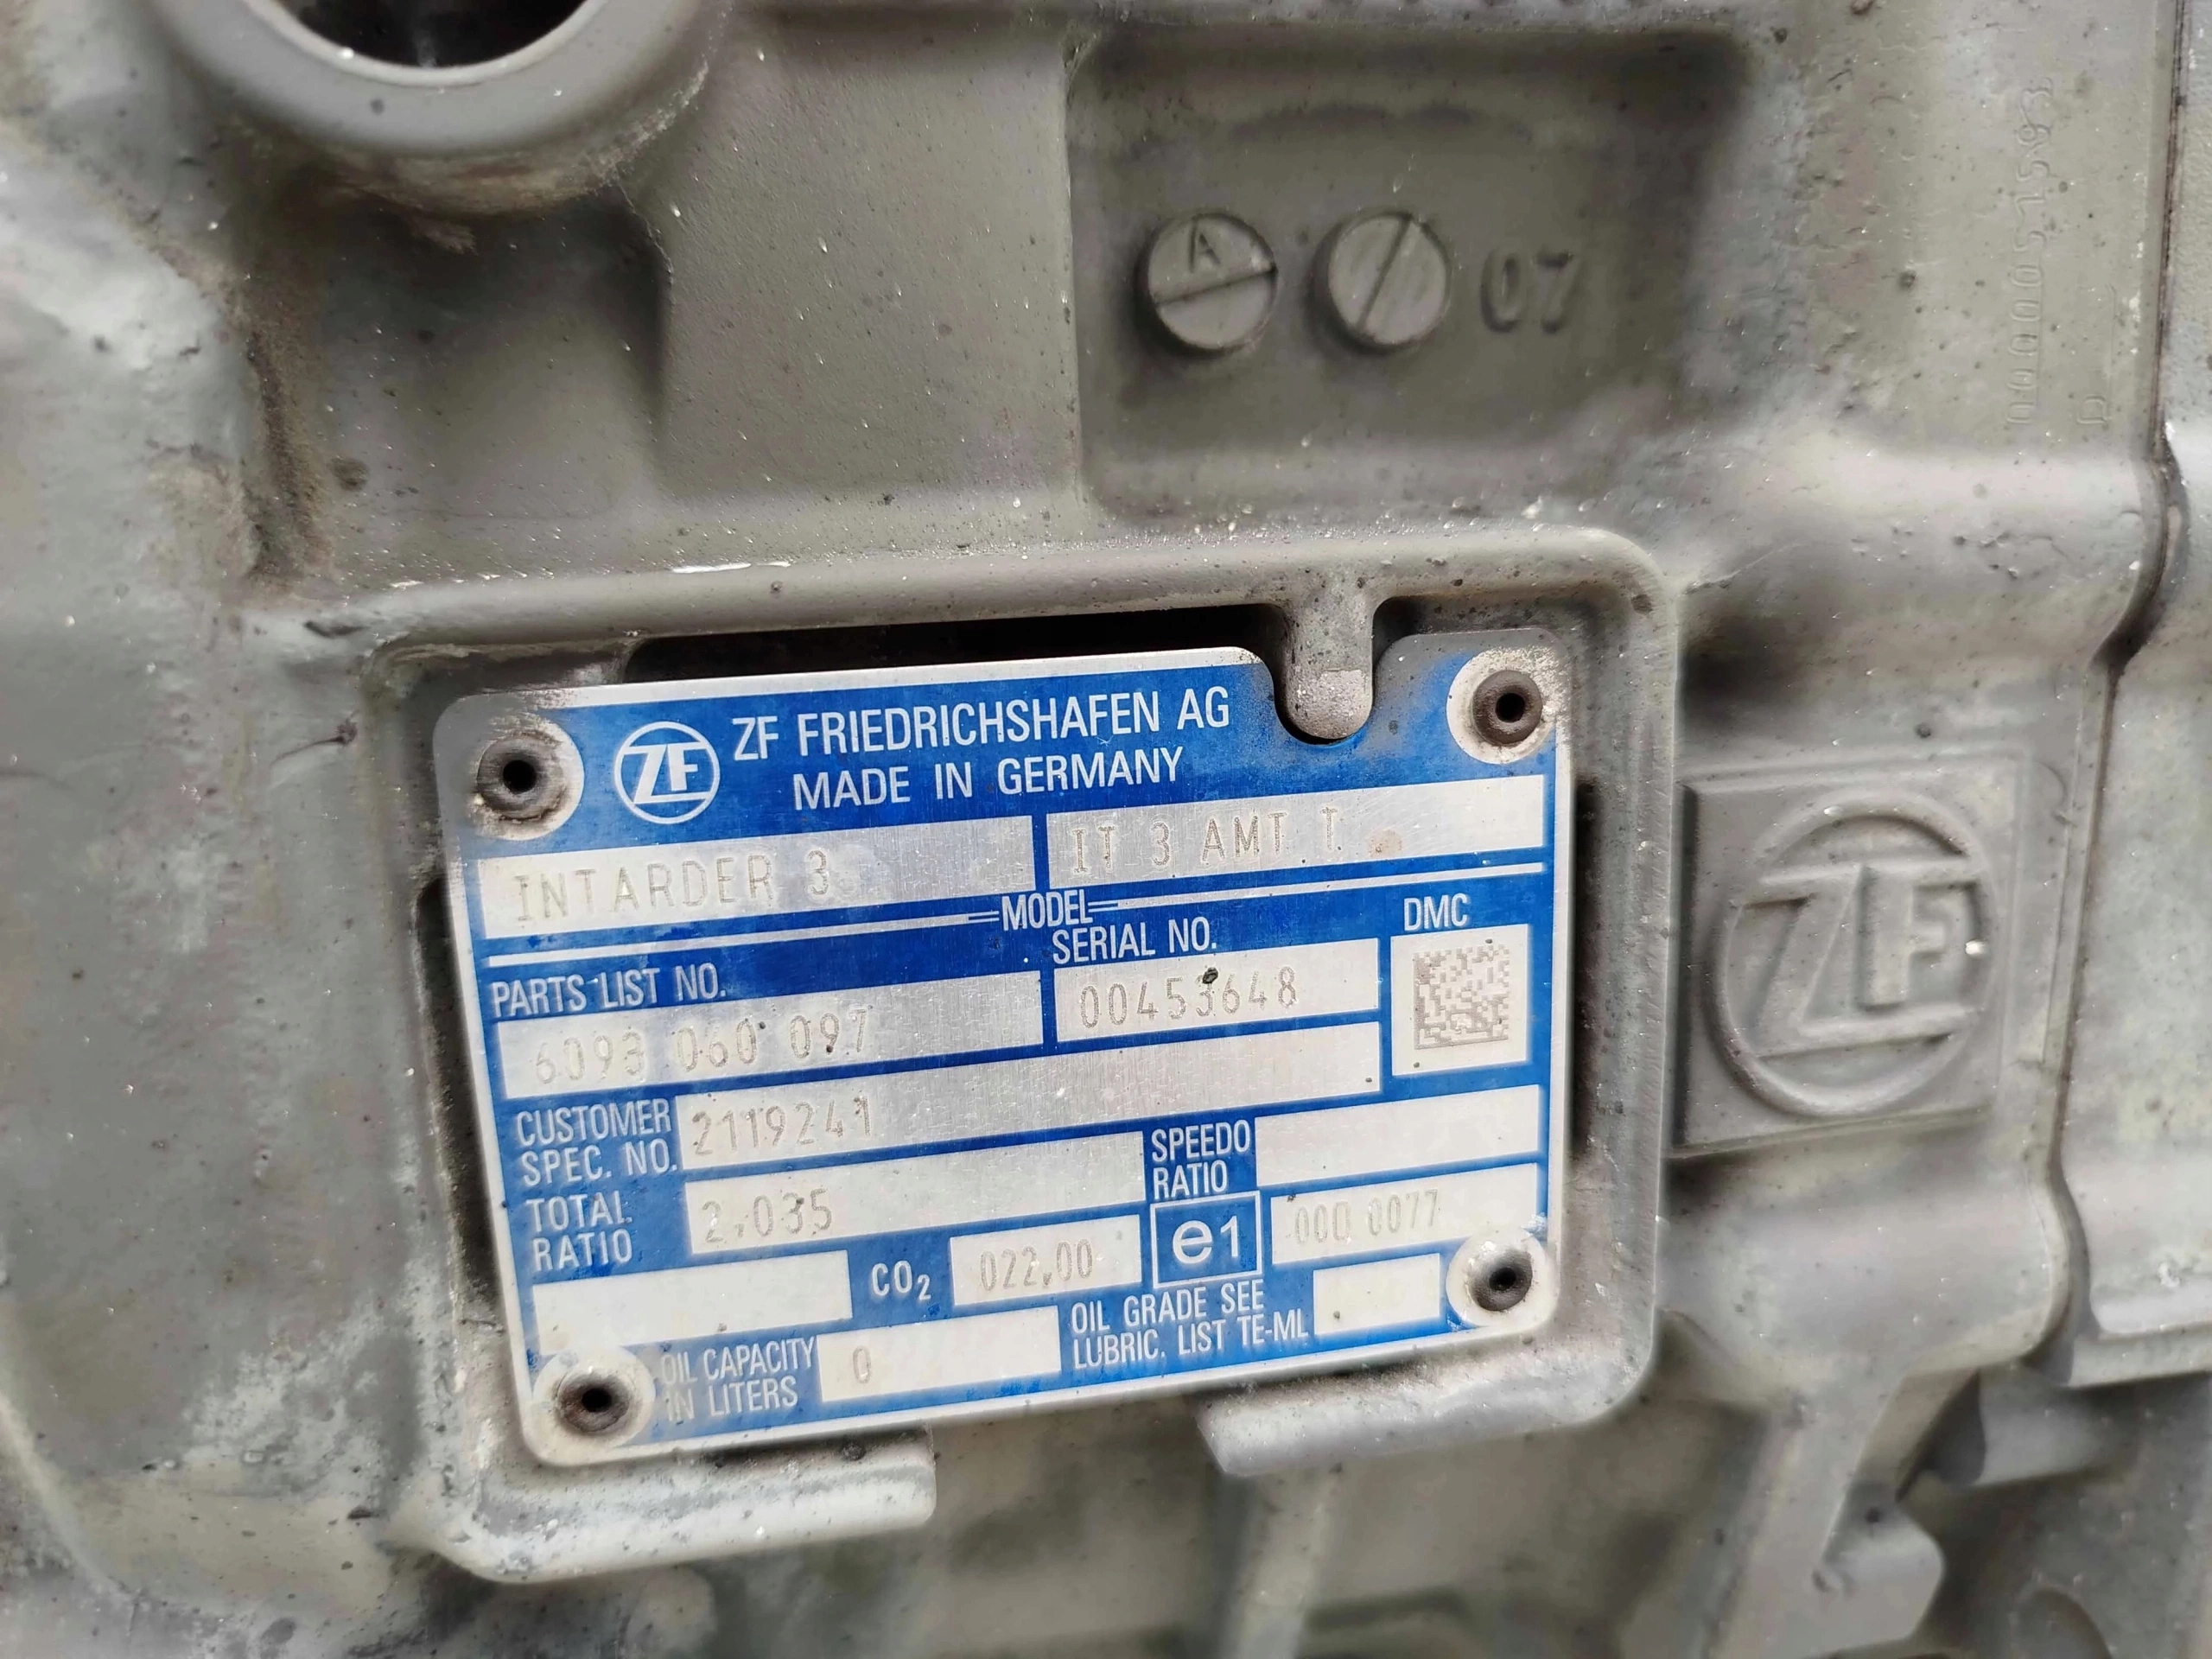 A
07
0000051583
D
ZF
ZF FRIEDRICHSHAFEN AG
MADE IN GERMANY
INTARDER 3
IT 3 AMT T
MODEL
PARTS LIST NO.
SERIAL NO.
DMC
6093 060 097
00453648
CUSTOMER
SPEC. NO.
2119241
TOTAL
RATIO
2,035
SPEEDO
RATIO
CO2
022,00
e1
000 0077
OIL CAPACITY
IN LITERS
0
OIL GRADE SEE
LUBRIC. LIST TE-ML
ZF